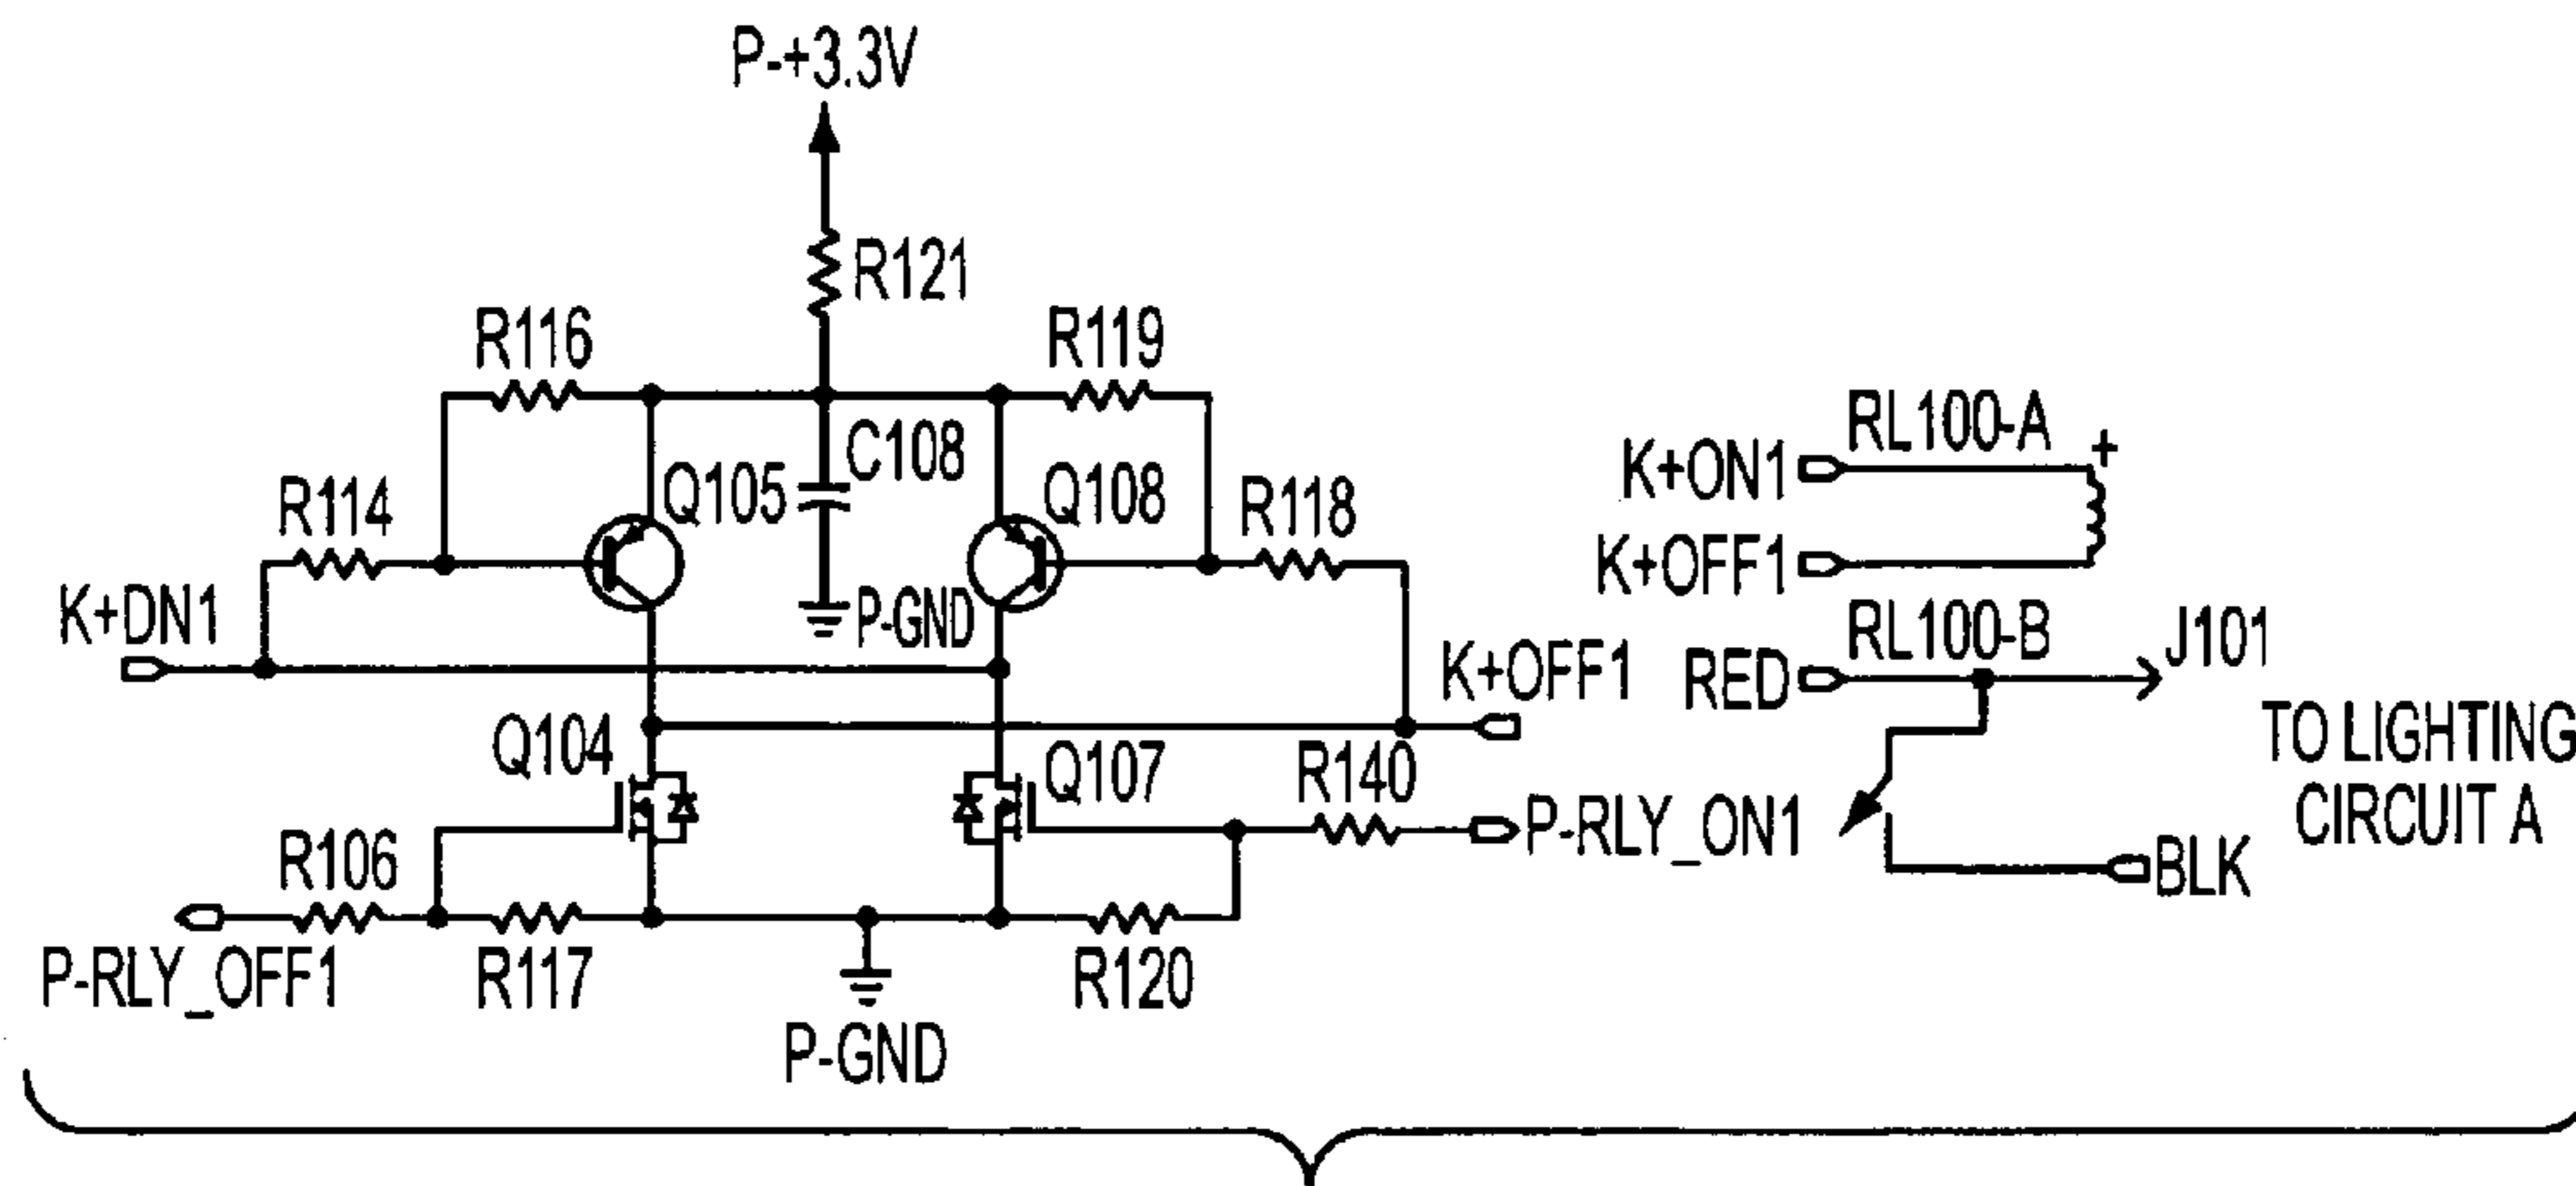 P-+3.3V
R121
R116
R119
C108
Q105
Q108
R114
R118
P-GND
K+DN1
K+OFF1
Q104
Q107
R140
P-RLY_ON1
R106
P-RLY_OFF1
R117
R120
P-GND
RL100-A
+
K+ON1
K+OFF1
RL100-B
RED
J101
TO LIGHTING
CIRCUIT A
BLK